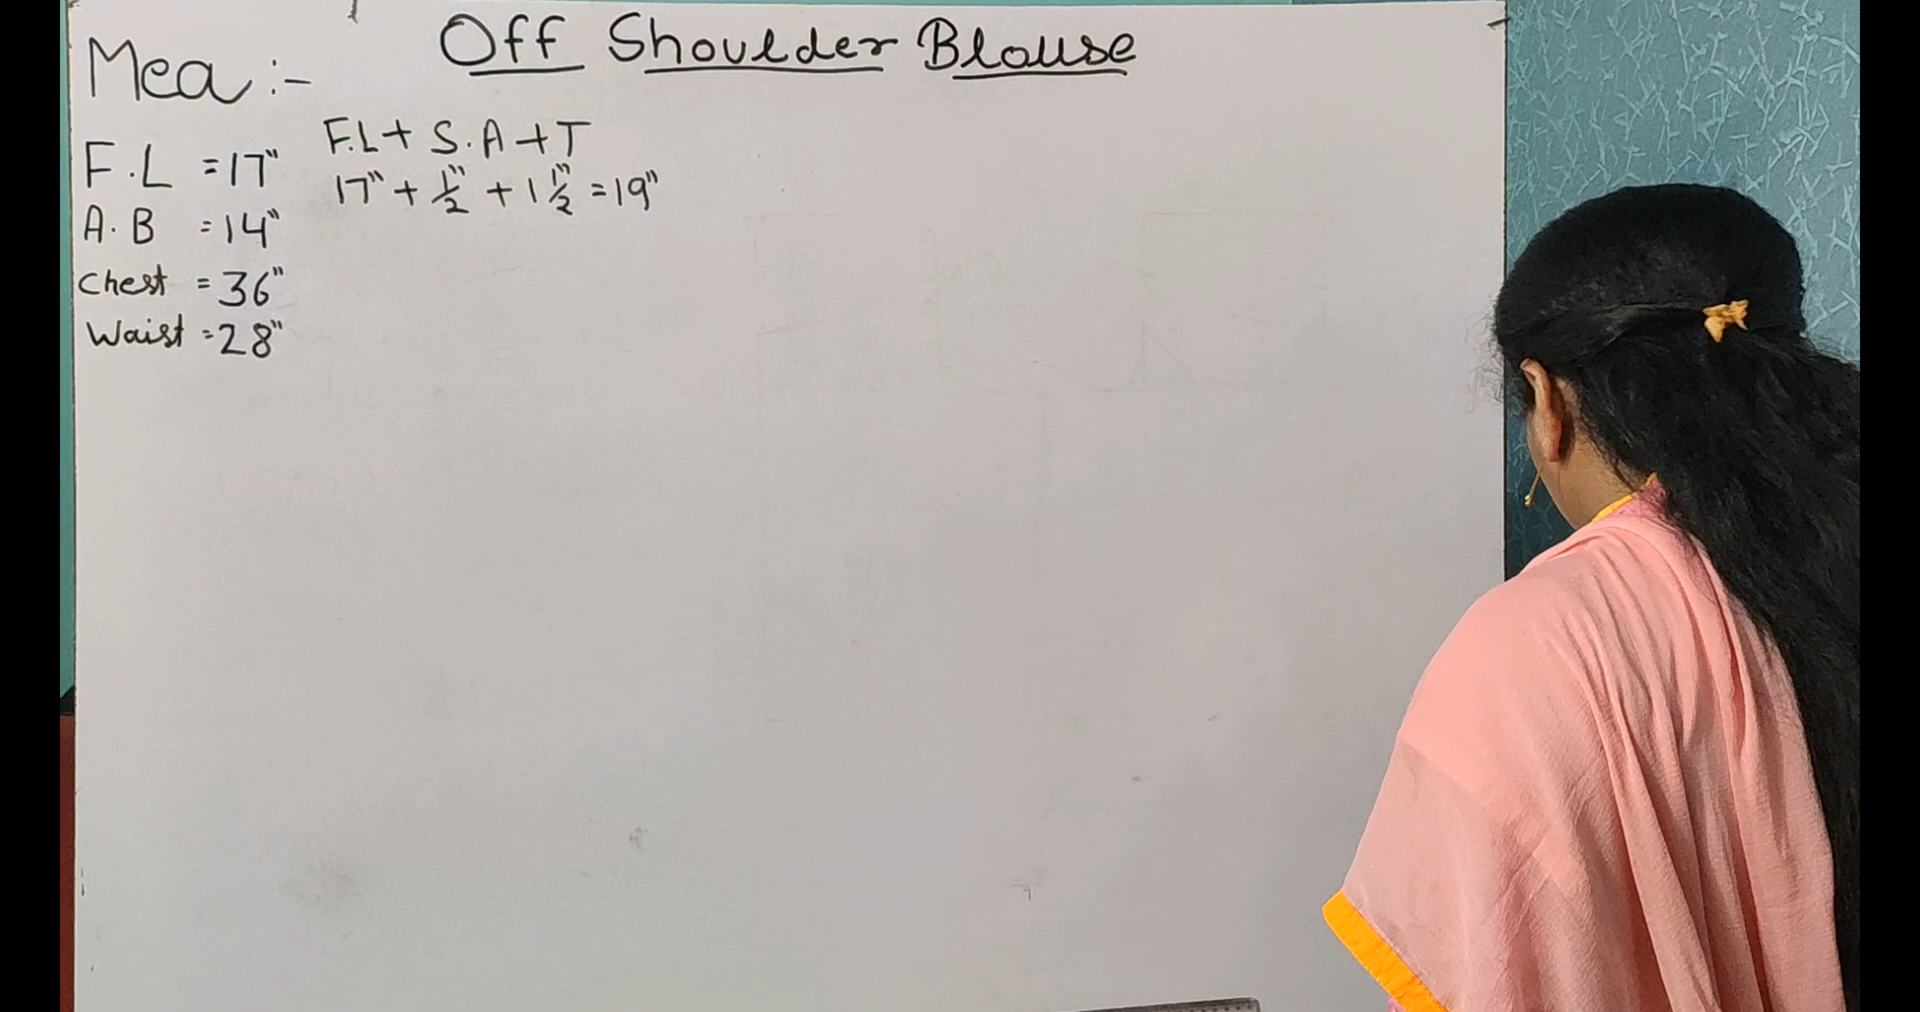 Off Shoulder Blouse
Mea :-
F.L = 17"
A.B = 14"
Chest = 36"
Waist = 28"
F.L + S.A + T
17" + 1/2" + 1 1/2" = 19"